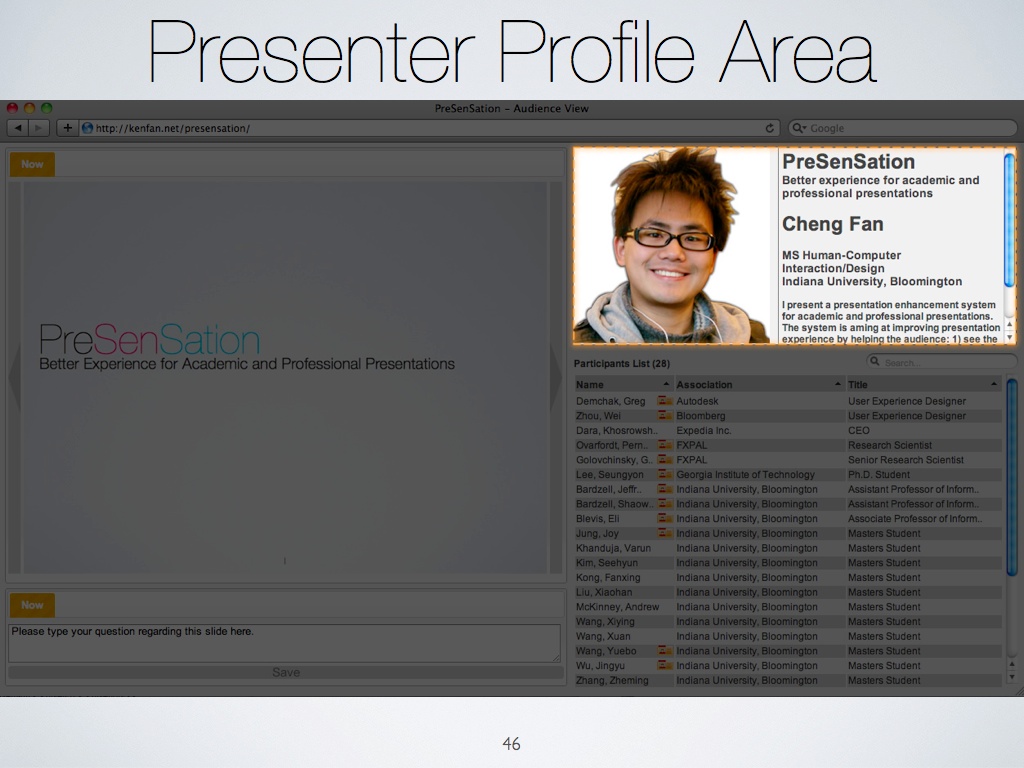 Presenter Profile Area
PreSenSation – Audience View
http://kenfan.net/presensation/
Google
Now
PreSenSation
Better Experience for Academic and Professional Presentations
1
Now
Please type your question regarding this slide here.
Save
PreSenSation
Better experience for academic and
professional presentations
Cheng Fan
MS Human-Computer
Interaction/Design
Indiana University, Bloomington
I present a presentation enhancement system
for academic and professional presentations.
The system is aiming at improving presentation
experience by helping the audience: 1) see the
Participants List (28)
Search...
Name Association Title
Demchak, Greg Autodesk User Experience Designer
Zhou, Wei Bloomberg User Experience Designer
Dara, Khosrowsh.. Expedia Inc. CEO
Ovarfordt, Pern.. FXPAL Research Scientist
Golovchinsky, G.. FXPAL Senior Research Scientist
Lee, Seungyon Georgia Institute of Technology Ph.D. Student
Bardzell, Jeffr.. Indiana University, Bloomington Assistant Professor of Inform..
Bardzell, Shaow.. Indiana University, Bloomington Assistant Professor of Inform..
Blevis, Eli Indiana University, Bloomington Associate Professor of Inform..
Jung, Joy Indiana University, Bloomington Masters Student
Khanduja, Varun Indiana University, Bloomington Masters Student
Kim, Seehyun Indiana University, Bloomington Masters Student
Kong, Fanxing Indiana University, Bloomington Masters Student
Liu, Xiaohan Indiana University, Bloomington Masters Student
McKinney, Andrew Indiana University, Bloomington Masters Student
Wang, Xiying Indiana University, Bloomington Masters Student
Wang, Xuan Indiana University, Bloomington Masters Student
Wang, Yuebo Indiana University, Bloomington Masters Student
Wu, Jingyu Indiana University, Bloomington Masters Student
Zhang, Zheming Indiana University, Bloomington Masters Student
46